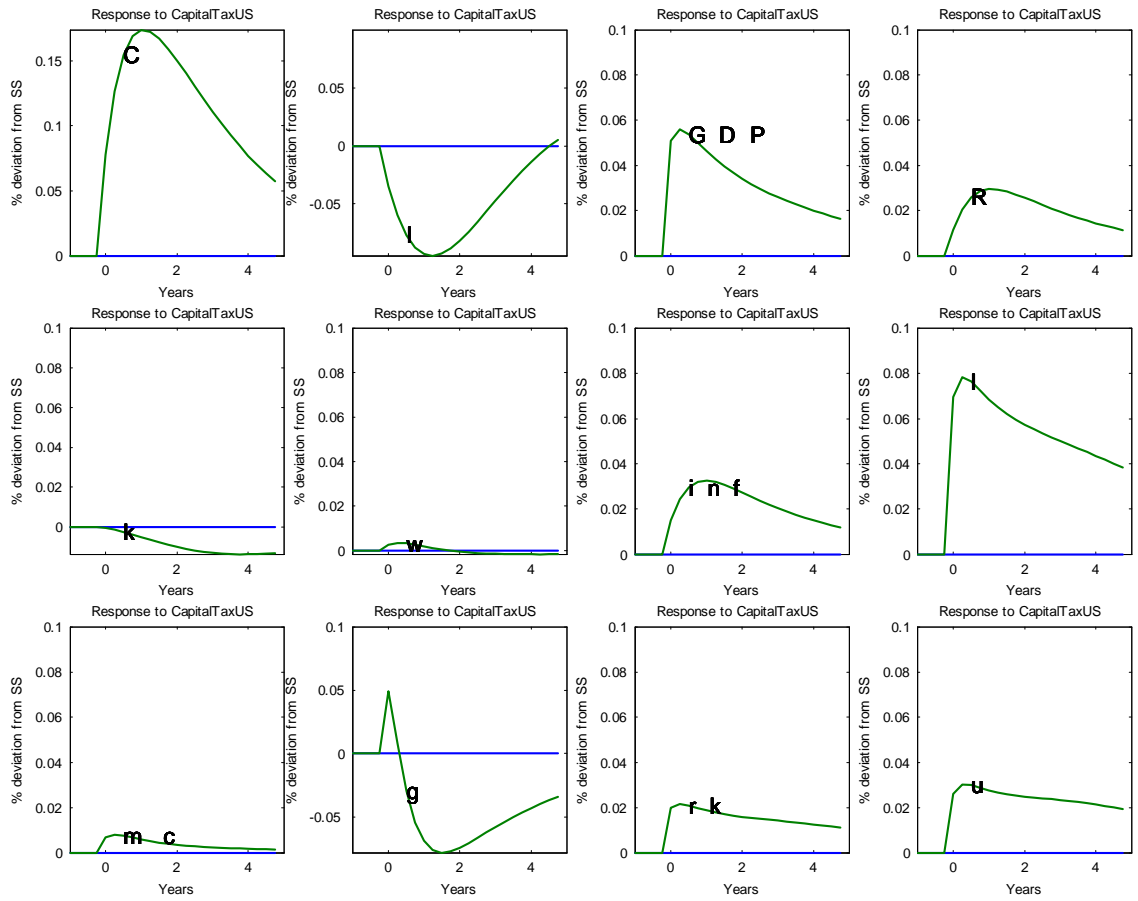 Response to CapitalTaxUS
% deviation from SS
0.15
0.1
0.05
0
C
0 2 4
Years
Response to CapitalTaxUS
% deviation from SS
0.05
0
-0.05
I
0 2 4
Years
Response to CapitalTaxUS
% deviation from SS
0.1
0.08
0.06
0.04
0.02
0
G D P
0 2 4
Years
Response to CapitalTaxUS
% deviation from SS
0.1
0.08
0.06
0.04
0.02
0
R
0 2 4
Years
Response to CapitalTaxUS
% deviation from SS
0.1
0.08
0.06
0.04
0.02
0
k
0 2 4
Years
Response to CapitalTaxUS
% deviation from SS
0.1
0.08
0.06
0.04
0.02
0
w
0 2 4
Years
Response to CapitalTaxUS
% deviation from SS
0.1
0.08
0.06
0.04
0.02
0
i n f
0 2 4
Years
Response to CapitalTaxUS
% deviation from SS
0.1
0.08
0.06
0.04
0.02
0
l
0 2 4
Years
Response to CapitalTaxUS
% deviation from SS
0.1
0.08
0.06
0.04
0.02
0
m c
0 2 4
Years
Response to CapitalTaxUS
% deviation from SS
0.1
0.05
0
-0.05
g
0 2 4
Years
Response to CapitalTaxUS
% deviation from SS
0.1
0.08
0.06
0.04
0.02
0
r k
0 2 4
Years
Response to CapitalTaxUS
% deviation from SS
0.1
0.08
0.06
0.04
0.02
0
u
0 2 4
Years